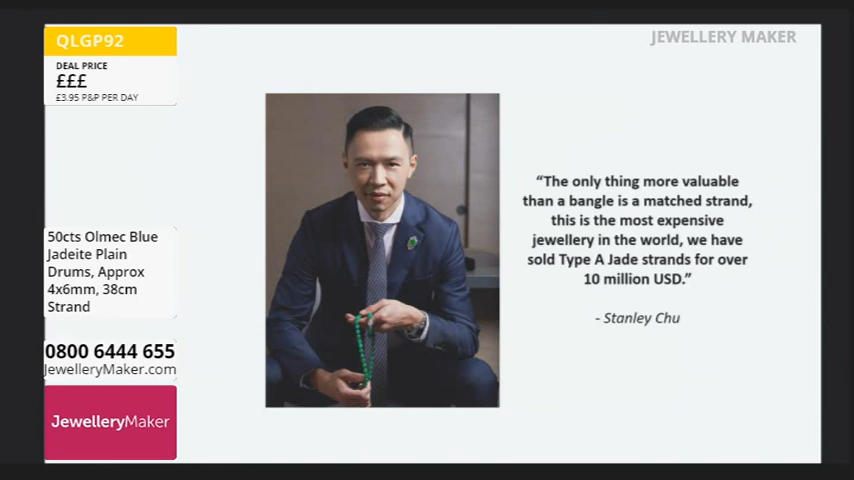 QLGP92
DEAL PRICE
£££
£3.95 P&P PER DAY
50cts Olmec Blue
Jadeite Plain
Drums, Approx
4x6mm, 38cm
Strand
0800 6444 655
JewelleryMaker.com
JewelleryMaker
JEWELLERY MAKER
“The only thing more valuable
than a bangle is a matched strand,
this is the most expensive
jewellery in the world, we have
sold Type A Jade strands for over
10 million USD.”
- Stanley Chu